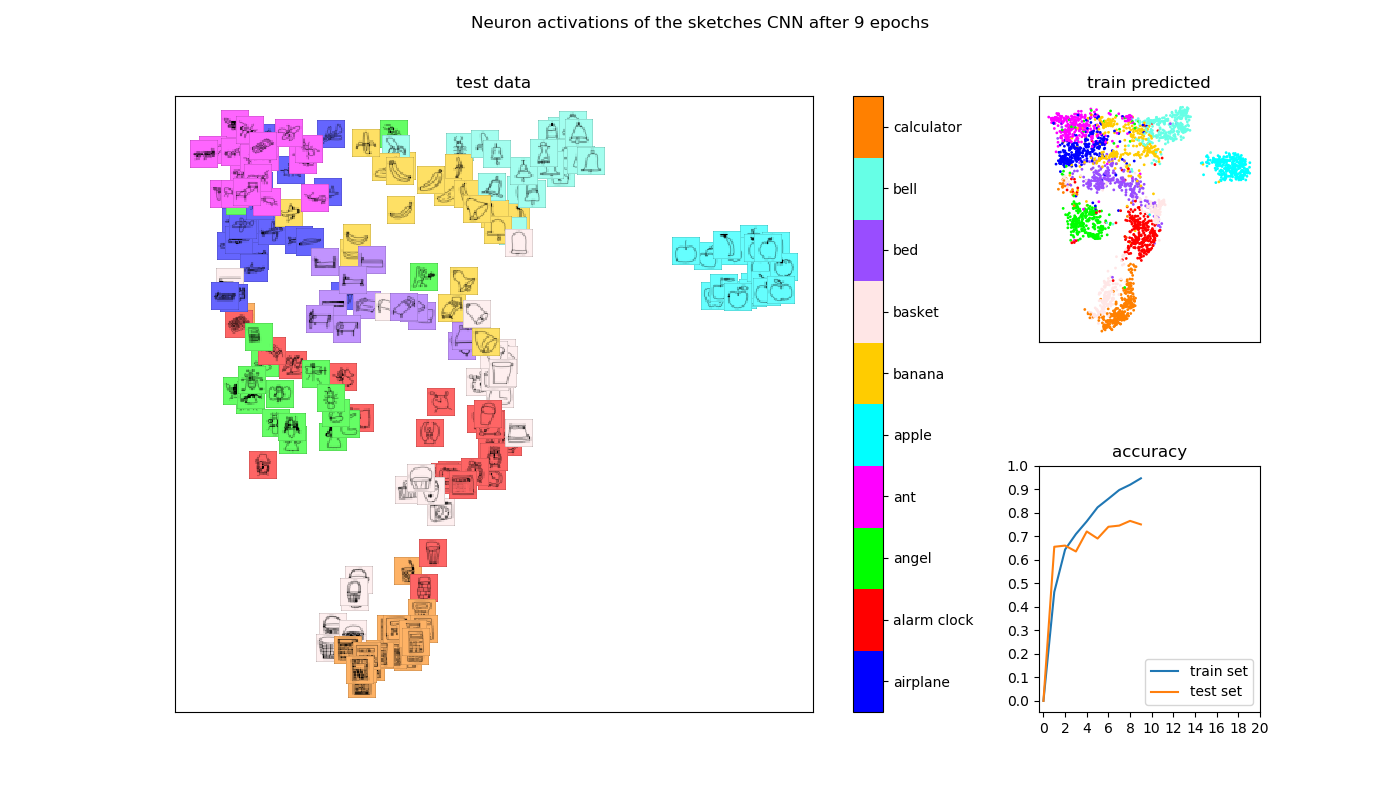 Neuron activations of the sketches CNN after 9 epochs
test data
calculator
bell
bed
basket
banana
apple
ant
angel
alarm clock
airplane
train predicted
accuracy
1.0
0.9
0.8
0.7
0.6
0.5
0.4
0.3
0.2
0.1
0.0
train set
test set
0 2 4 6 8 10 12 14 16 18 20